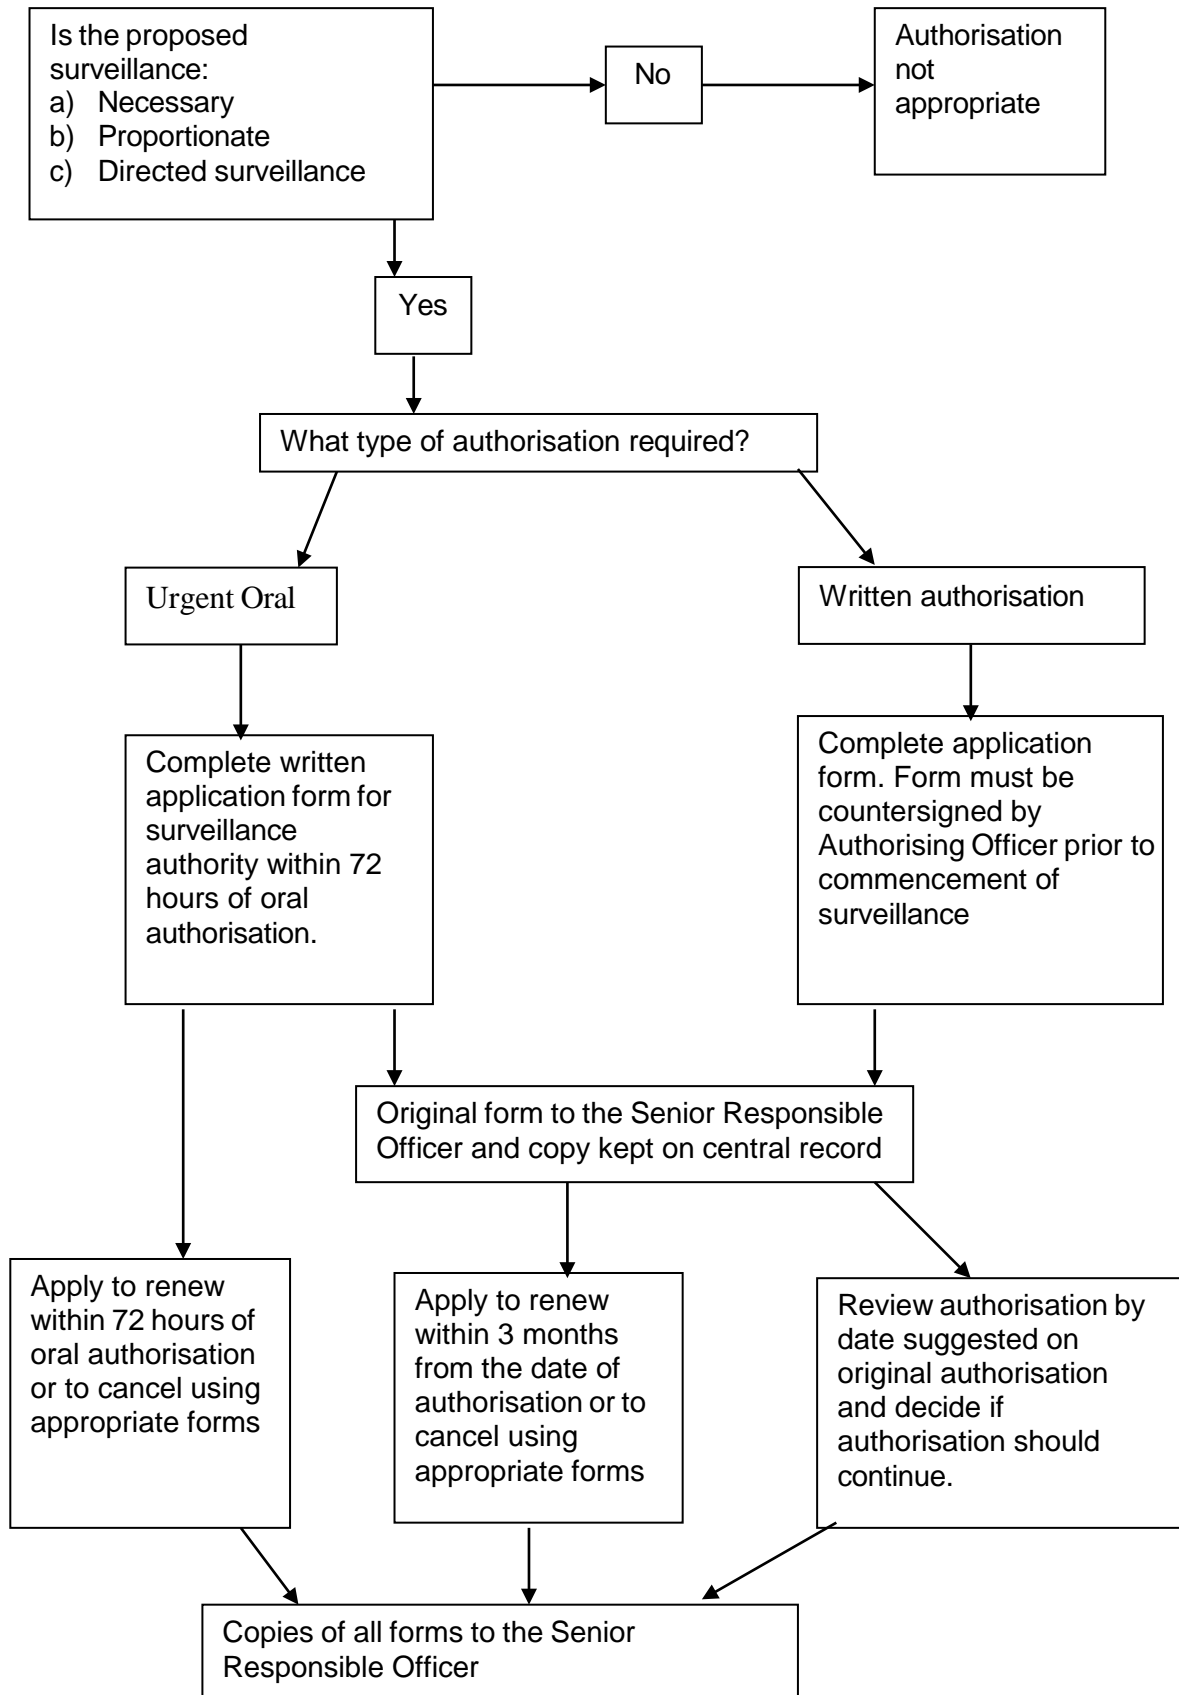 Is the proposed
surveillance:
a) Necessary
b) Proportionate
c) Directed surveillance
No
Authorisation
not
appropriate
Yes
What type of authorisation required?
Urgent Oral
Written authorisation
Complete written
application form for
surveillance
authority within 72
hours of oral
authorisation.
Complete application
form. Form must be
countersigned by
Authorising Officer prior to
commencement of
surveillance
Original form to the Senior Responsible
Officer and copy kept on central record
Apply to renew
within 72 hours of
oral authorisation
or to cancel using
appropriate forms
Apply to renew
within 3 months
from the date of
authorisation or to
cancel using
appropriate forms
Review authorisation by
date suggested on
original authorisation
and decide if
authorisation should
continue.
Copies of all forms to the Senior
Responsible Officer